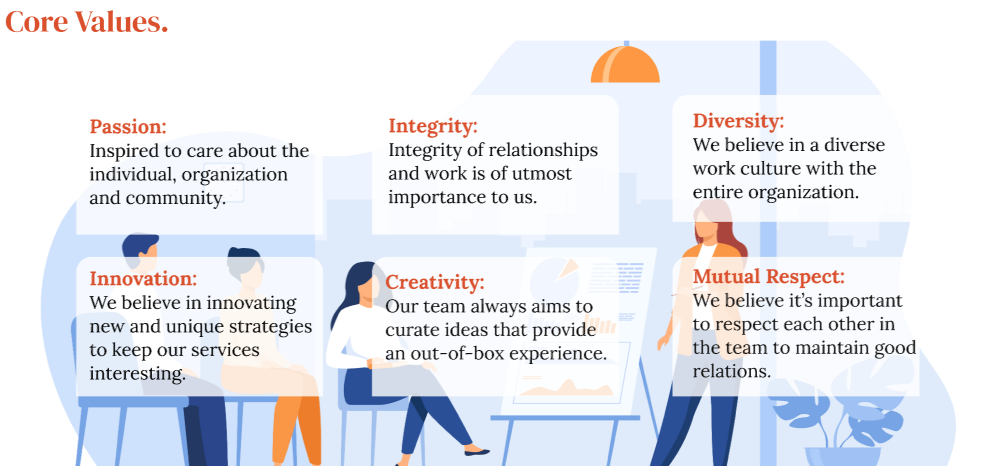 Core Values.
Passion:
Inspired to care about the
individual, organization
and community.
Integrity:
Integrity of relationships
and work is of utmost
importance to us.
Diversity:
We believe in a diverse
work culture with the
entire organization.
Innovation:
We believe in innovating
new and unique strategies
to keep our services
interesting.
Creativity:
Our team always aims to
curate ideas that provide
an out-of-box experience.
Mutual Respect:
We believe it’s important
to respect each other in
the team to maintain good
relations.